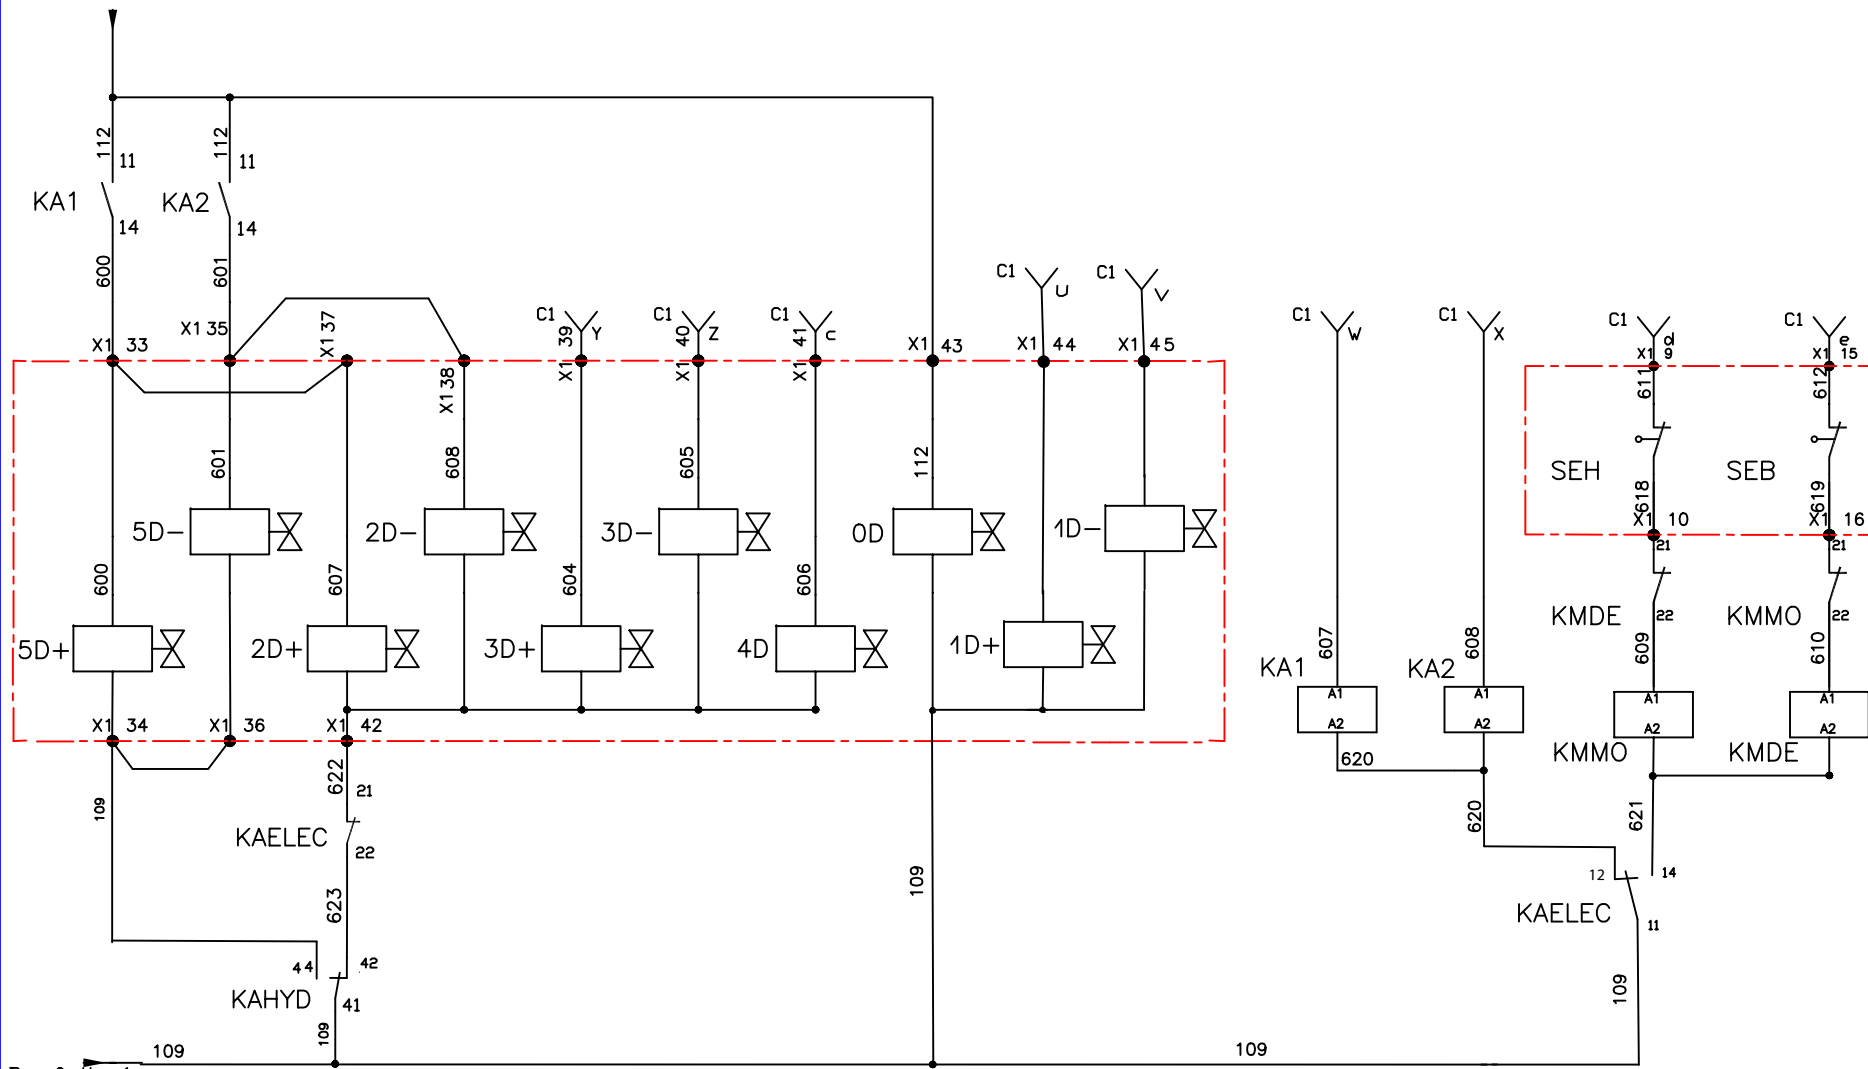 112
11
KA1
14
600
112
11
KA2
14
601
X1 33
X1 35
X1 37
X1 38
C1
X1 39
Y
C1
X1 40
Z
C1
X1 41
c
X1 43
C1
U
X1 44
C1
V
X1 45
C1
W
C1
X
C1
d
X1 9
611
C1
e
X1 15
612
601
608
605
112
SEH
618
X1 10
SEB
619
X1 16
5D-
2D-
3D-
0D
1D-
600
607
604
606
21
KMDE
22
609
21
KMMO
22
610
5D+
2D+
3D+
4D
1D+
607
KA1
A1
A2
608
KA2
A1
A2
A1
A2
KMMO
A1
A2
KMDE
X1 34
X1 36
X1 42
620
109
622
21
KAELEC
22
623
620
621
109
12
14
KAELEC
11
44
42
KAHYD
41
109
109
109
109